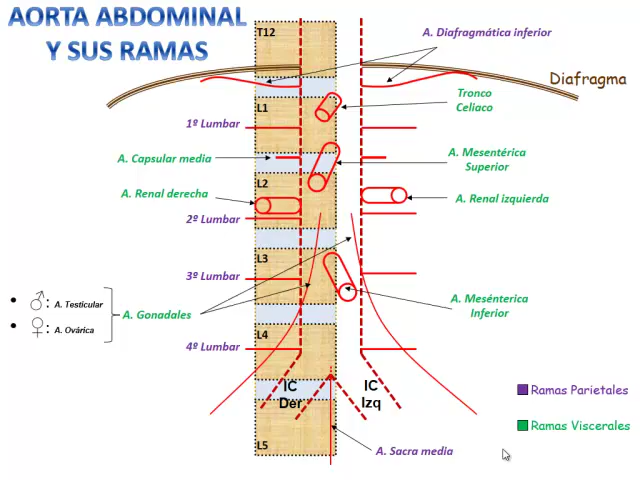 AORTA ABDOMINAL
Y SUS RAMAS
T12
A. Diafragmática inferior
Diafragma
Tronco
Celiaco
L1
1º Lumbar
A. Capsular media
A. Mesentérica
Superior
L2
A. Renal derecha
A. Renal izquierda
2º Lumbar
L3
3º Lumbar
A. Mesénterica
Inferior
• ♂: A. Testicular
A. Gonadales
• ♀: A. Ovárica
L4
4º Lumbar
IC
Der
IC
Izq
Ramas Parietales
Ramas Viscerales
L5
A. Sacra media